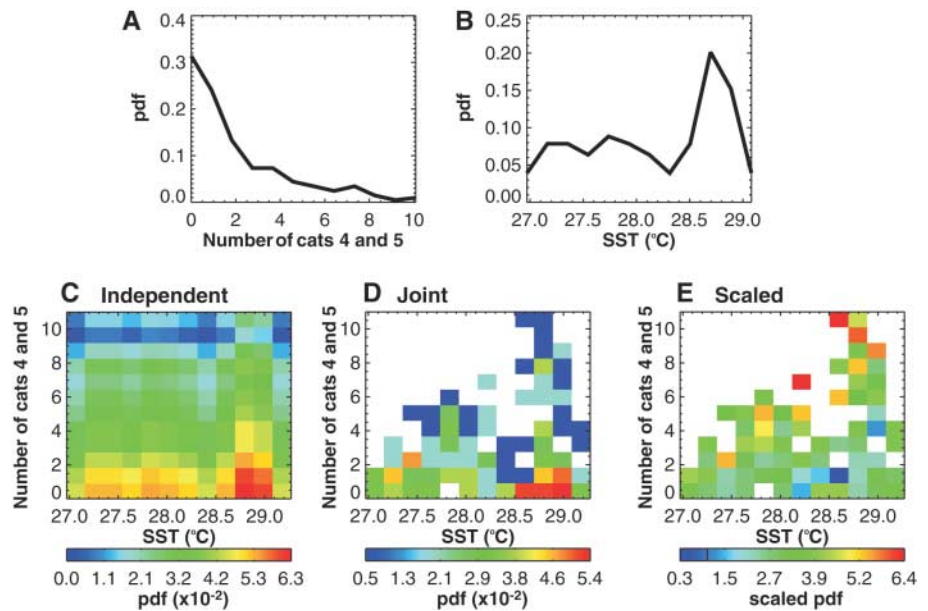 A
B
0.4
0.3
0.2
0.1
0.0
pdf
0 2 4 6 8 10
Number of cats 4 and 5
0.25
0.20
0.15
0.10
0.05
0.00
pdf
27.0 27.5 28.0 28.5 29.0
SST (°C)
C Independent
D Joint
E Scaled
10
8
6
4
2
0
Number of cats 4 and 5
27.0 27.5 28.0 28.5 29.0
SST (°C)
0.0 1.1 2.1 3.2 4.2 5.3 6.3
pdf (x10-2)
10
8
6
4
2
0
Number of cats 4 and 5
27.0 27.5 28.0 28.5 29.0
SST (°C)
0.5 1.3 2.1 2.9 3.8 4.6 5.4
pdf (x10-2)
10
8
6
4
2
0
Number of cats 4 and 5
27.0 27.5 28.0 28.5 29.0
SST (°C)
0.3 1.5 2.7 3.9 5.2 6.4
scaled pdf